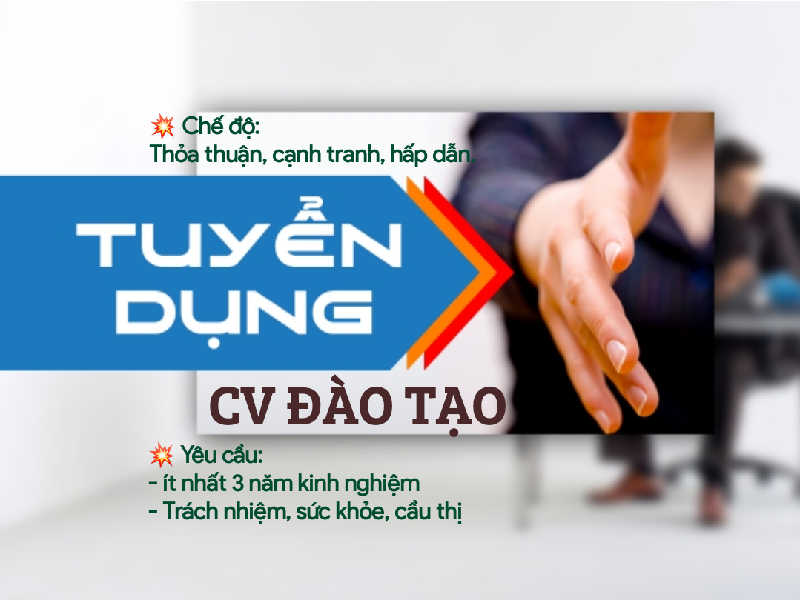 💥 Chế độ:
Thỏa thuận, cạnh tranh, hấp dẫn.
TUYỂN
DỤNG
CV ĐÀO TẠO
💥 Yêu cầu:
- ít nhất 3 năm kinh nghiệm
- Trách nhiệm, sức khỏe, cầu thị